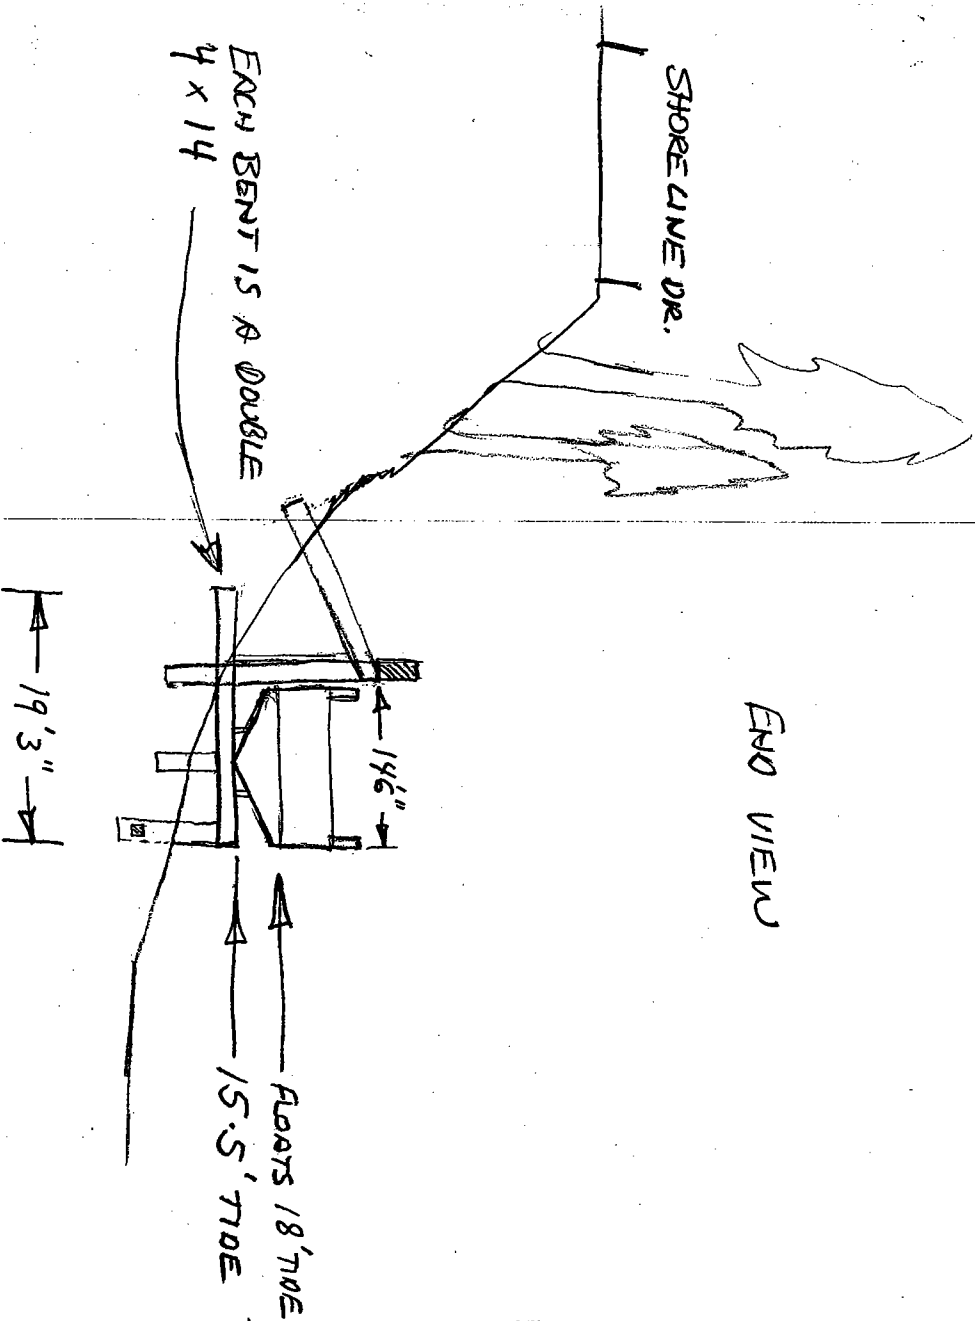 SHORELINE DR.
END VIEW
EACH BENT IS A DOUBLE
4 x 14
14'6"
19'3"
FLOATS 18' TIDE
15.5' TIDE